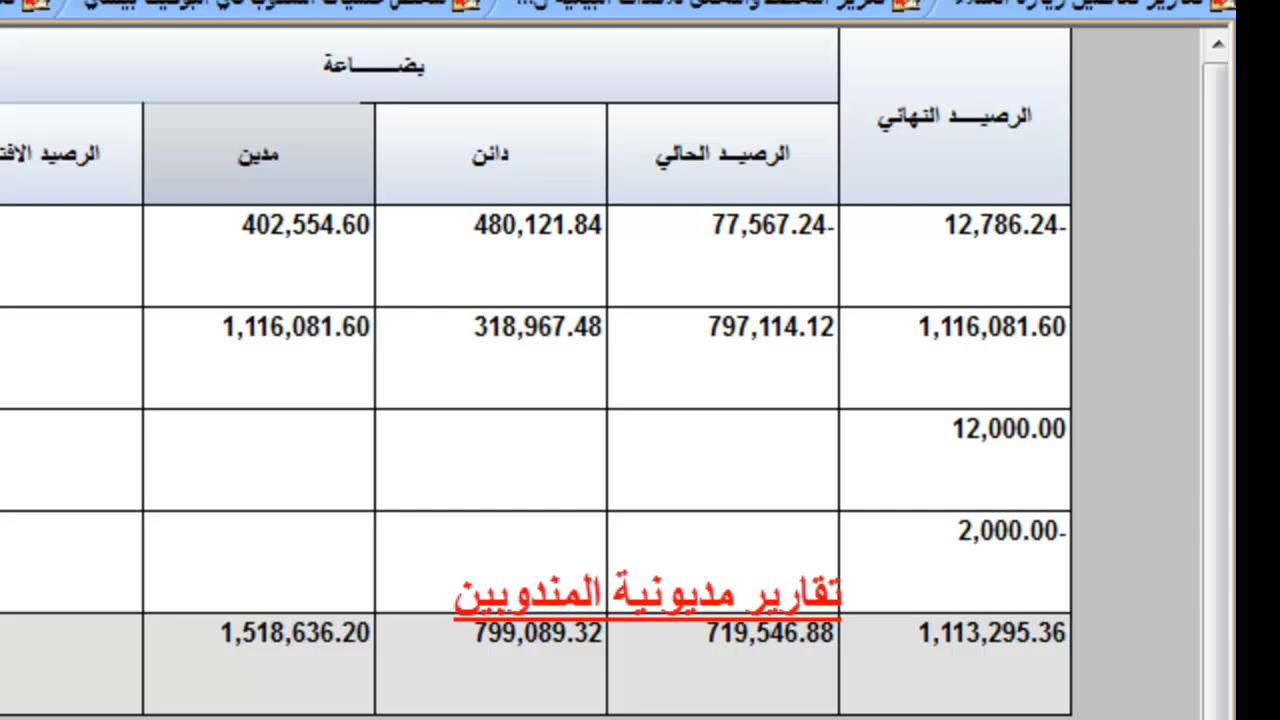 بضـــــاعة
الرصيـــد النهائي
الرصيـد الحالي
دائن
مدين
الرصيد
12,786.24-
77,567.24-
480,121.84
402,554.60
1,116,081.60
797,114.12
318,967.48
1,116,081.60
12,000.00
2,000.00-
تقارير مديونية المندوبين
1,113,295.36
719,546.88
799,089.32
1,518,636.20